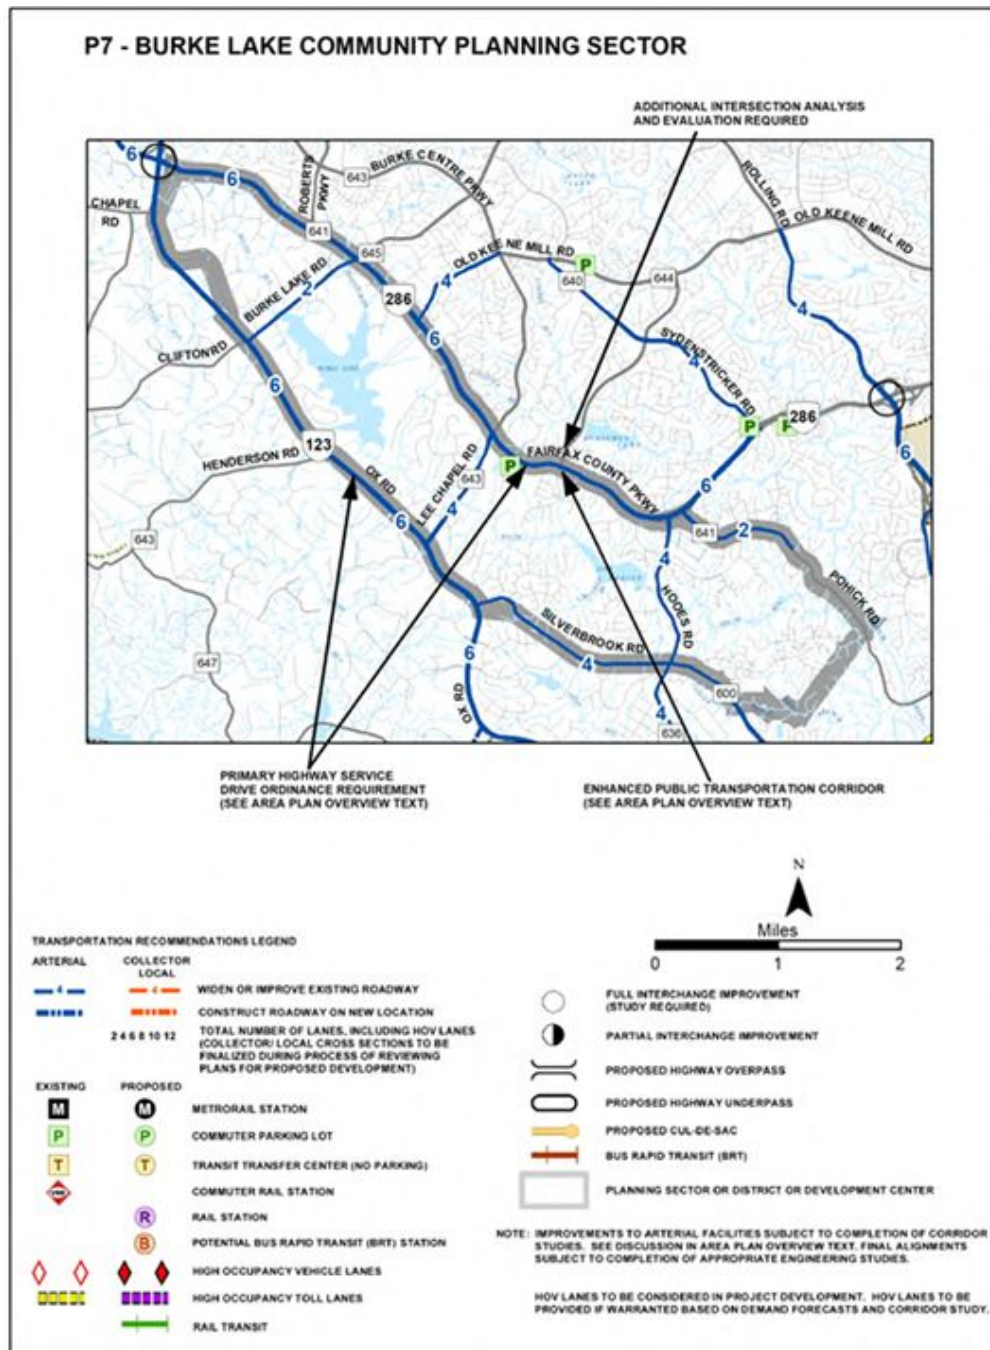 P7 - BURKE LAKE COMMUNITY PLANNING SECTOR
ADDITIONAL INTERSECTION ANALYSIS
AND EVALUATION REQUIRED
6
6
ROBERTS
PKWY
643
BURKE CENTRE PKWY
ROLLING RD
OLD KEENE MILL RD
CHAPEL
RD
641
645
OLD KEENE MILL RD
P
640
644
BURKE LAKE RD
2
286
4
4
CLIFTON RD
6
SYDENSTRICKER RD
4
6
P
P
286
123
HENDERSON RD
OX RD
LEE CHAPEL RD
643
P
FAIRFAX COUNTY PKWY
6
6
6
4
641
2
643
4
HOOES RD
POHICK RD
SILVERBROOK RD
647
6
4
600
OX RD
4
636
PRIMARY HIGHWAY SERVICE
DRIVE ORDINANCE REQUIREMENT
(SEE AREA PLAN OVERVIEW TEXT)
ENHANCED PUBLIC TRANSPORTATION CORRIDOR
(SEE AREA PLAN OVERVIEW TEXT)
N
Miles
0 1 2
TRANSPORTATION RECOMMENDATIONS LEGEND
ARTERIAL COLLECTOR
LOCAL
4 4 WIDEN OR IMPROVE EXISTING ROADWAY
CONSTRUCT ROADWAY ON NEW LOCATION
2 4 6 8 10 12 TOTAL NUMBER OF LANES, INCLUDING HOV LANES
(COLLECTOR/ LOCAL CROSS SECTIONS TO BE
FINALIZED DURING PROCESS OF REVIEWING
PLANS FOR PROPOSED DEVELOPMENT)
EXISTING PROPOSED
M M METRORAIL STATION
P P COMMUTER PARKING LOT
T T TRANSIT TRANSFER CENTER (NO PARKING)
VRE COMMUTER RAIL STATION
R RAIL STATION
B POTENTIAL BUS RAPID TRANSIT (BRT) STATION
HIGH OCCUPANCY VEHICLE LANES
HIGH OCCUPANCY TOLL LANES
RAIL TRANSIT
FULL INTERCHANGE IMPROVEMENT
(STUDY REQUIRED)
PARTIAL INTERCHANGE IMPROVEMENT
PROPOSED HIGHWAY OVERPASS
PROPOSED HIGHWAY UNDERPASS
PROPOSED CUL-DE-SAC
BUS RAPID TRANSIT (BRT)
PLANNING SECTOR OR DISTRICT OR DEVELOPMENT CENTER
NOTE: IMPROVEMENTS TO ARTERIAL FACILITIES SUBJECT TO COMPLETION OF CORRIDOR
STUDIES. SEE DISCUSSION IN AREA PLAN OVERVIEW TEXT. FINAL ALIGNMENTS
SUBJECT TO COMPLETION OF APPROPRIATE ENGINEERING STUDIES.
HOV LANES TO BE CONSIDERED IN PROJECT DEVELOPMENT. HOV LANES TO BE
PROVIDED IF WARRANTED BASED ON DEMAND FORECASTS AND CORRIDOR STUDY.